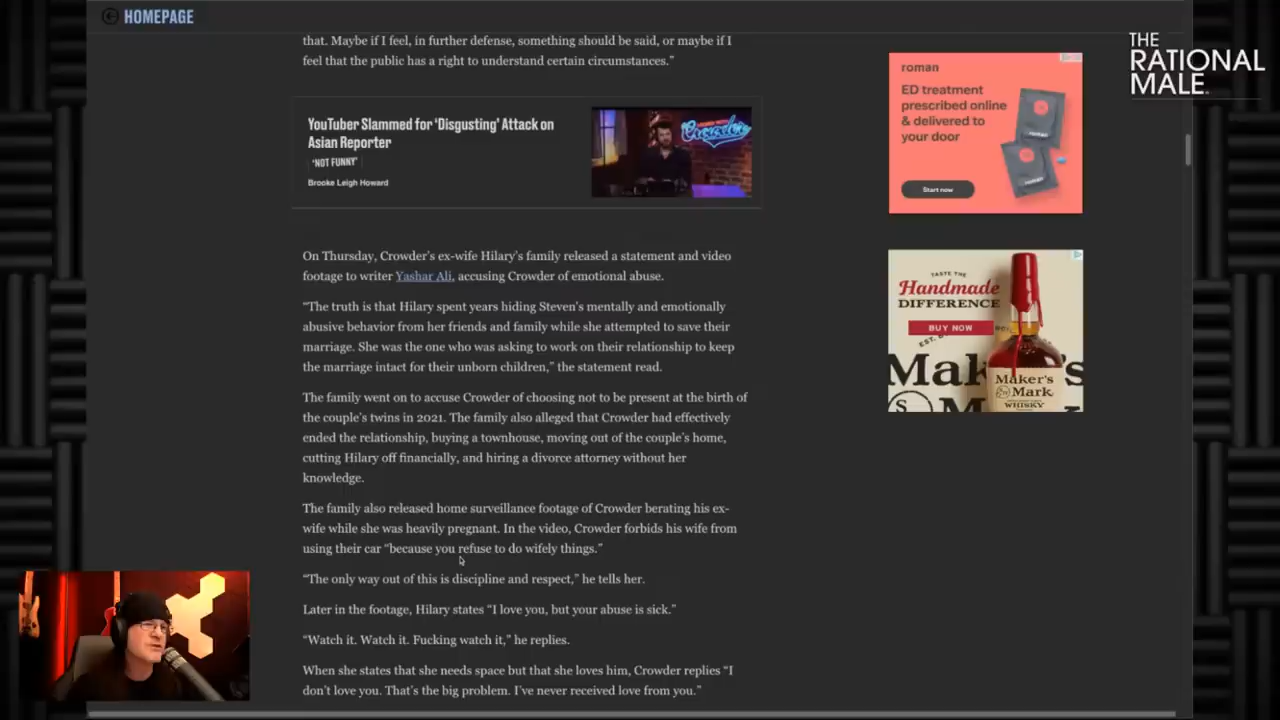 HOMEPAGE
THE
RATIONAL
MALE
that. Maybe if I feel, in further defense, something should be said, or maybe if I
feel that the public has a right to understand certain circumstances.”
YouTuber Slammed for ‘Disgusting’ Attack on
Asian Reporter
‘NOT FUNNY’
Brooke Leigh Howard
Crowder
roman
ED treatment
prescribed online
& delivered to
your door
Start now
On Thursday, Crowder’s ex-wife Hilary’s family released a statement and video
footage to writer Yashar Ali, accusing Crowder of emotional abuse.
“The truth is that Hilary spent years hiding Steven’s mentally and emotionally
abusive behavior from her friends and family while she attempted to save their
marriage. She was the one who was asking to work on their relationship to keep
the marriage intact for their unborn children,” the statement read.
TASTE THE
Handmade
DIFFERENCE
BUY NOW
Maker's
Mark
WHISKY
The family went on to accuse Crowder of choosing not to be present at the birth of
the couple’s twins in 2021. The family also alleged that Crowder had effectively
ended the relationship, buying a townhouse, moving out of the couple’s home,
cutting Hilary off financially, and hiring a divorce attorney without her
knowledge.
The family also released home surveillance footage of Crowder berating his ex-
wife while she was heavily pregnant. In the video, Crowder forbids his wife from
using their car “because you refuse to do wifely things.”
“The only way out of this is discipline and respect,” he tells her.
Later in the footage, Hilary states “I love you, but your abuse is sick.”
“Watch it. Watch it. Fucking watch it,” he replies.
When she states that she needs space but that she loves him, Crowder replies “I
don’t love you. That’s the big problem. I’ve never received love from you.”